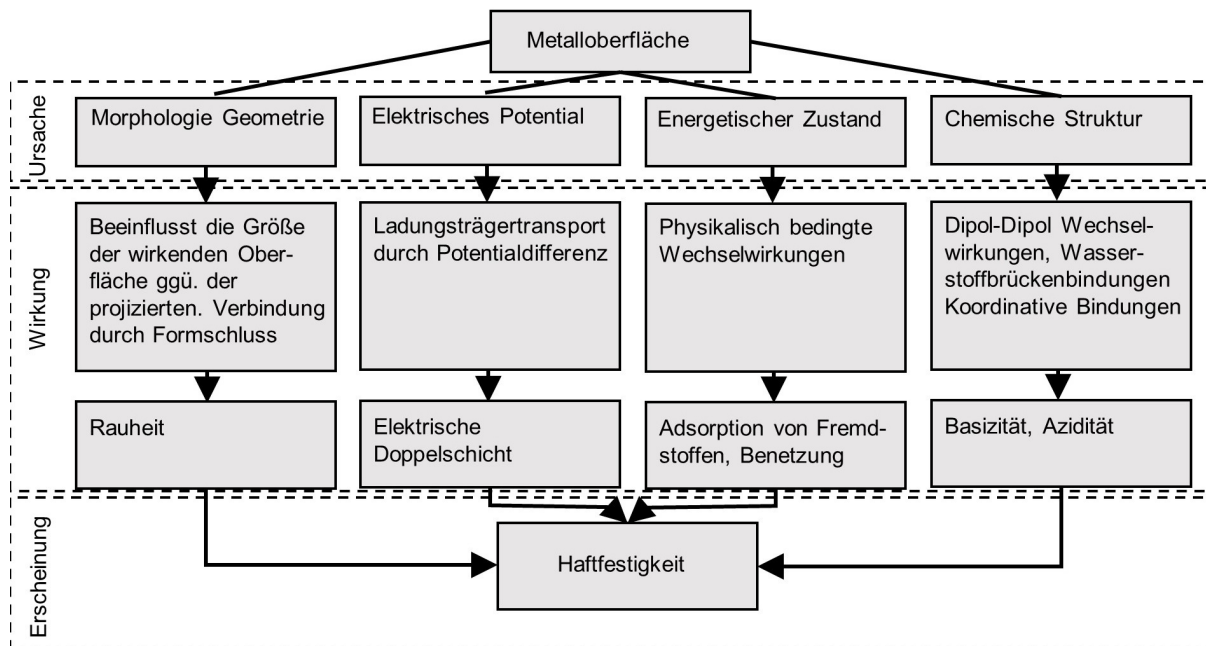 Metalloberfläche
Ursache
Morphologie Geometrie
Elektrisches Potential
Energetischer Zustand
Chemische Struktur
Wirkung
Beeinflusst die Größe
der wirkenden Ober-
fläche ggü. der
projizierten. Verbindung
durch Formschluss
Ladungsträgertransport
durch Potentialdifferenz
Physikalisch bedingte
Wechselwirkungen
Dipol-Dipol Wechsel-
wirkungen, Wasser-
stoffbrückenbindungen
Koordinative Bindungen
Rauheit
Elektrische
Doppelschicht
Adsorption von Fremd-
stoffen, Benetzung
Basizität, Azidität
Erscheinung
Haftfestigkeit